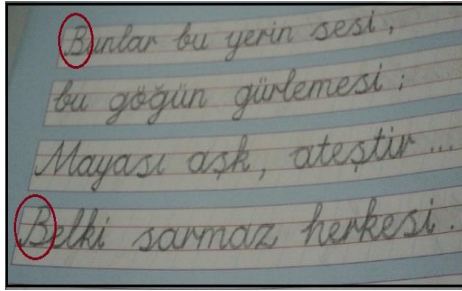 Bunlar bu yerin sesi,
bu göğün gürlemesi;
Mayası aşk, ateştir...
Belki sarmaz herkesi.